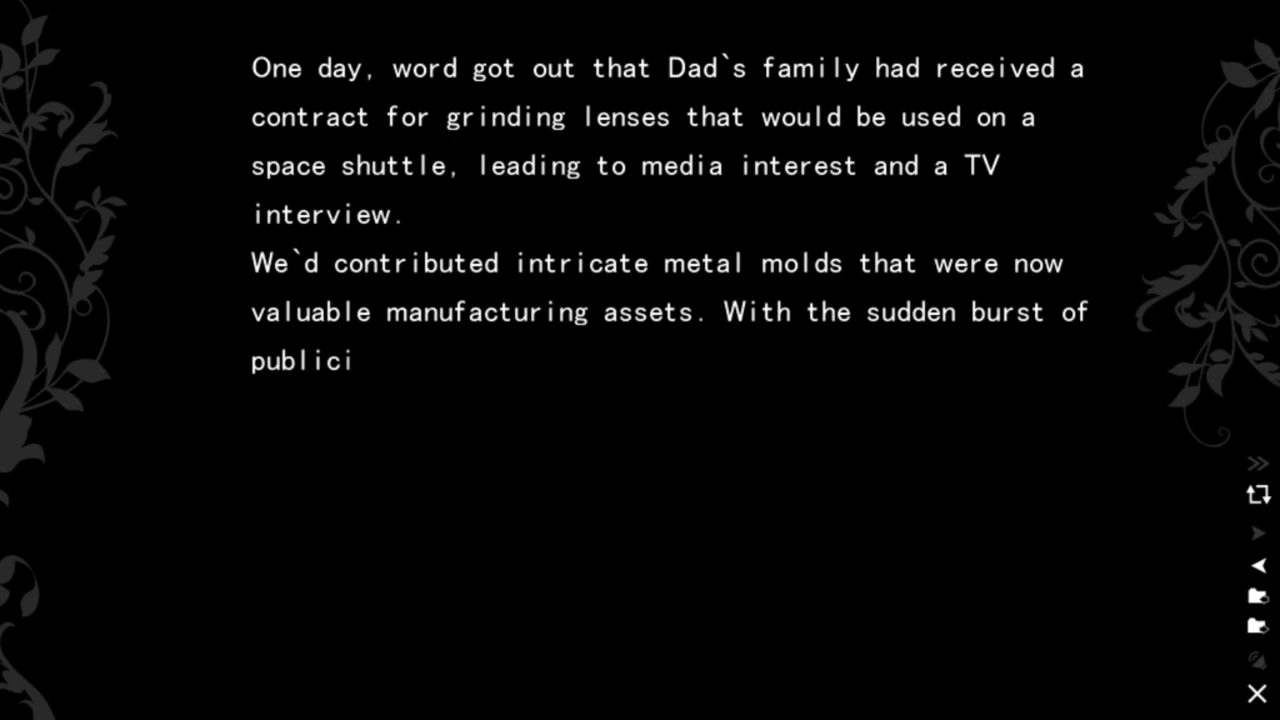 One day, word got out that Dad`s family had received a
contract for grinding lenses that would be used on a
space shuttle, leading to media interest and a TV
interview.
We`d contributed intricate metal molds that were now
valuable manufacturing assets. With the sudden burst of
publici